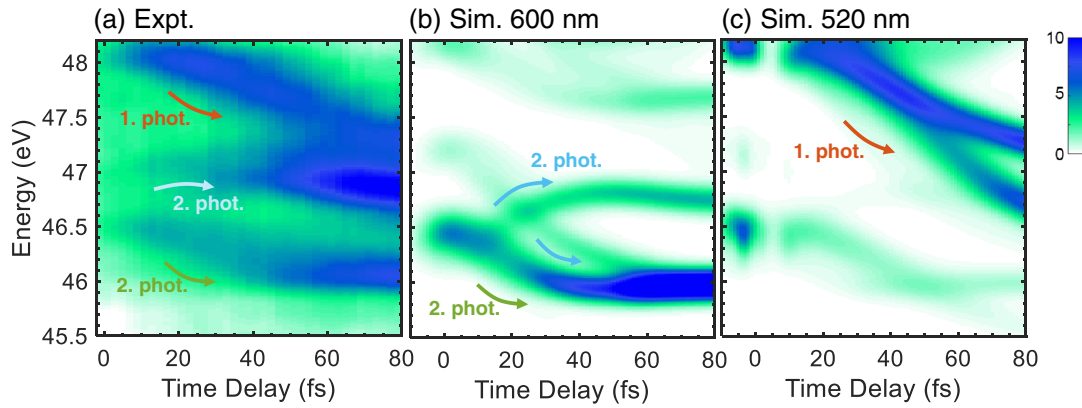 (a) Expt.
(b) Sim. 600 nm
(c) Sim. 520 nm
Energy (eV)
48
47.5
47
46.5
46
45.5
1. phot.
2. phot.
2. phot.
2. phot.
2. phot.
1. phot.
10
5
0
0 20 40 60 80
0 20 40 60 80
0 20 40 60 80
Time Delay (fs)
Time Delay (fs)
Time Delay (fs)